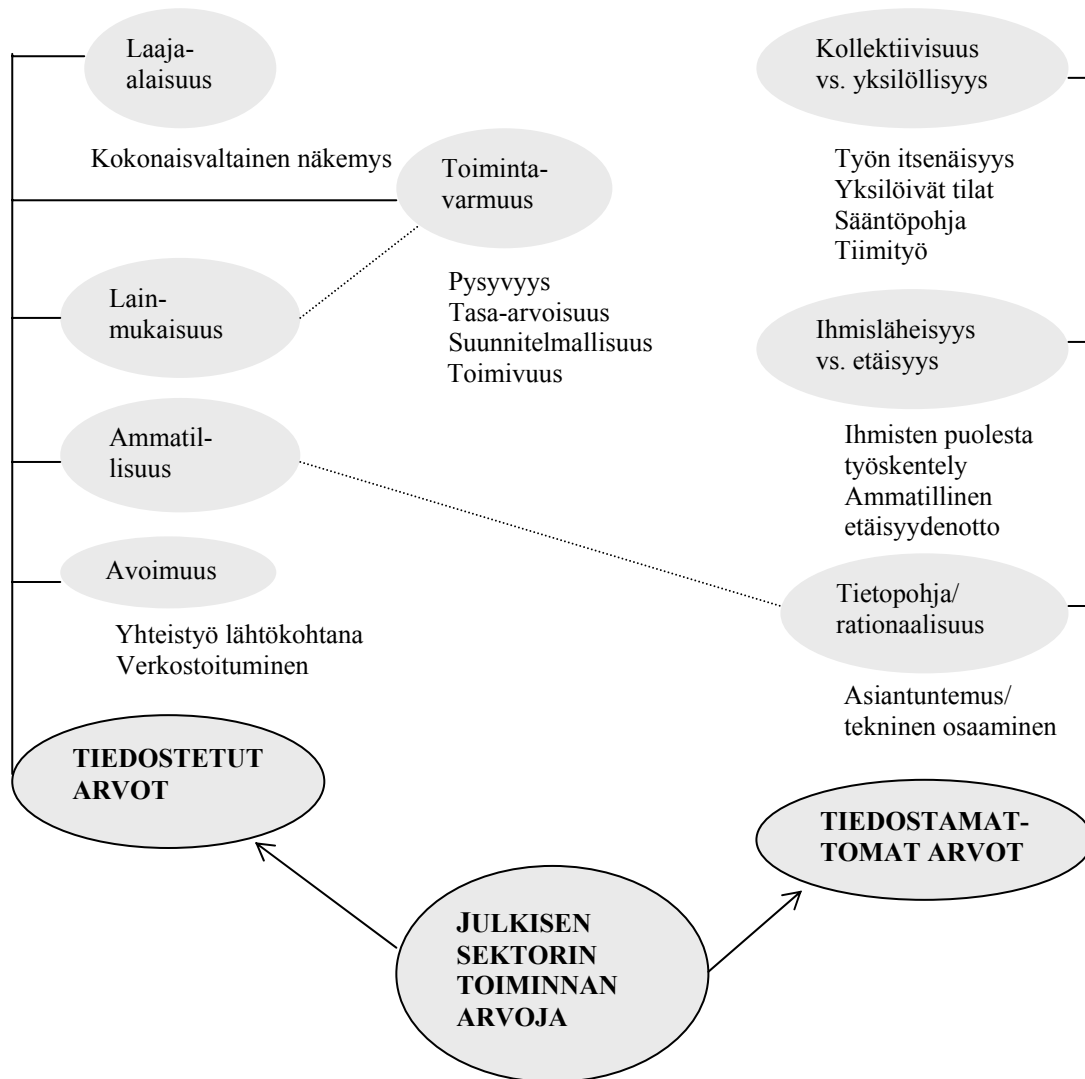 Laaja-
alaisuus
Kokonaisvaltainen näkemys
Toiminta-
varmuus
Pysyvyys
Tasa-arvoisuus
Suunnitelmallisuus
Toimivuus
Lain-
mukaisuus
Ammatil-
lisuus
Avoimuus
Yhteistyö lähtökohtana
Verkostoituminen
TIEDOSTETUT
ARVOT
Kollektiivisuus
vs. yksilöllisyys
Työn itsenäisyys
Yksilöivät tilat
Sääntöpohja
Tiimityö
Ihmisläheisyys
vs. etäisyys
Ihmisten puolesta
työskentely
Ammatillinen
etäisyydenotto
Tietopohja/
rationaalisuus
Asiantuntemus/
tekninen osaaminen
TIEDOSTAMAT-
TOMAT ARVOT
JULKISEN
SEKTORIN
TOIMINNAN
ARVOJA